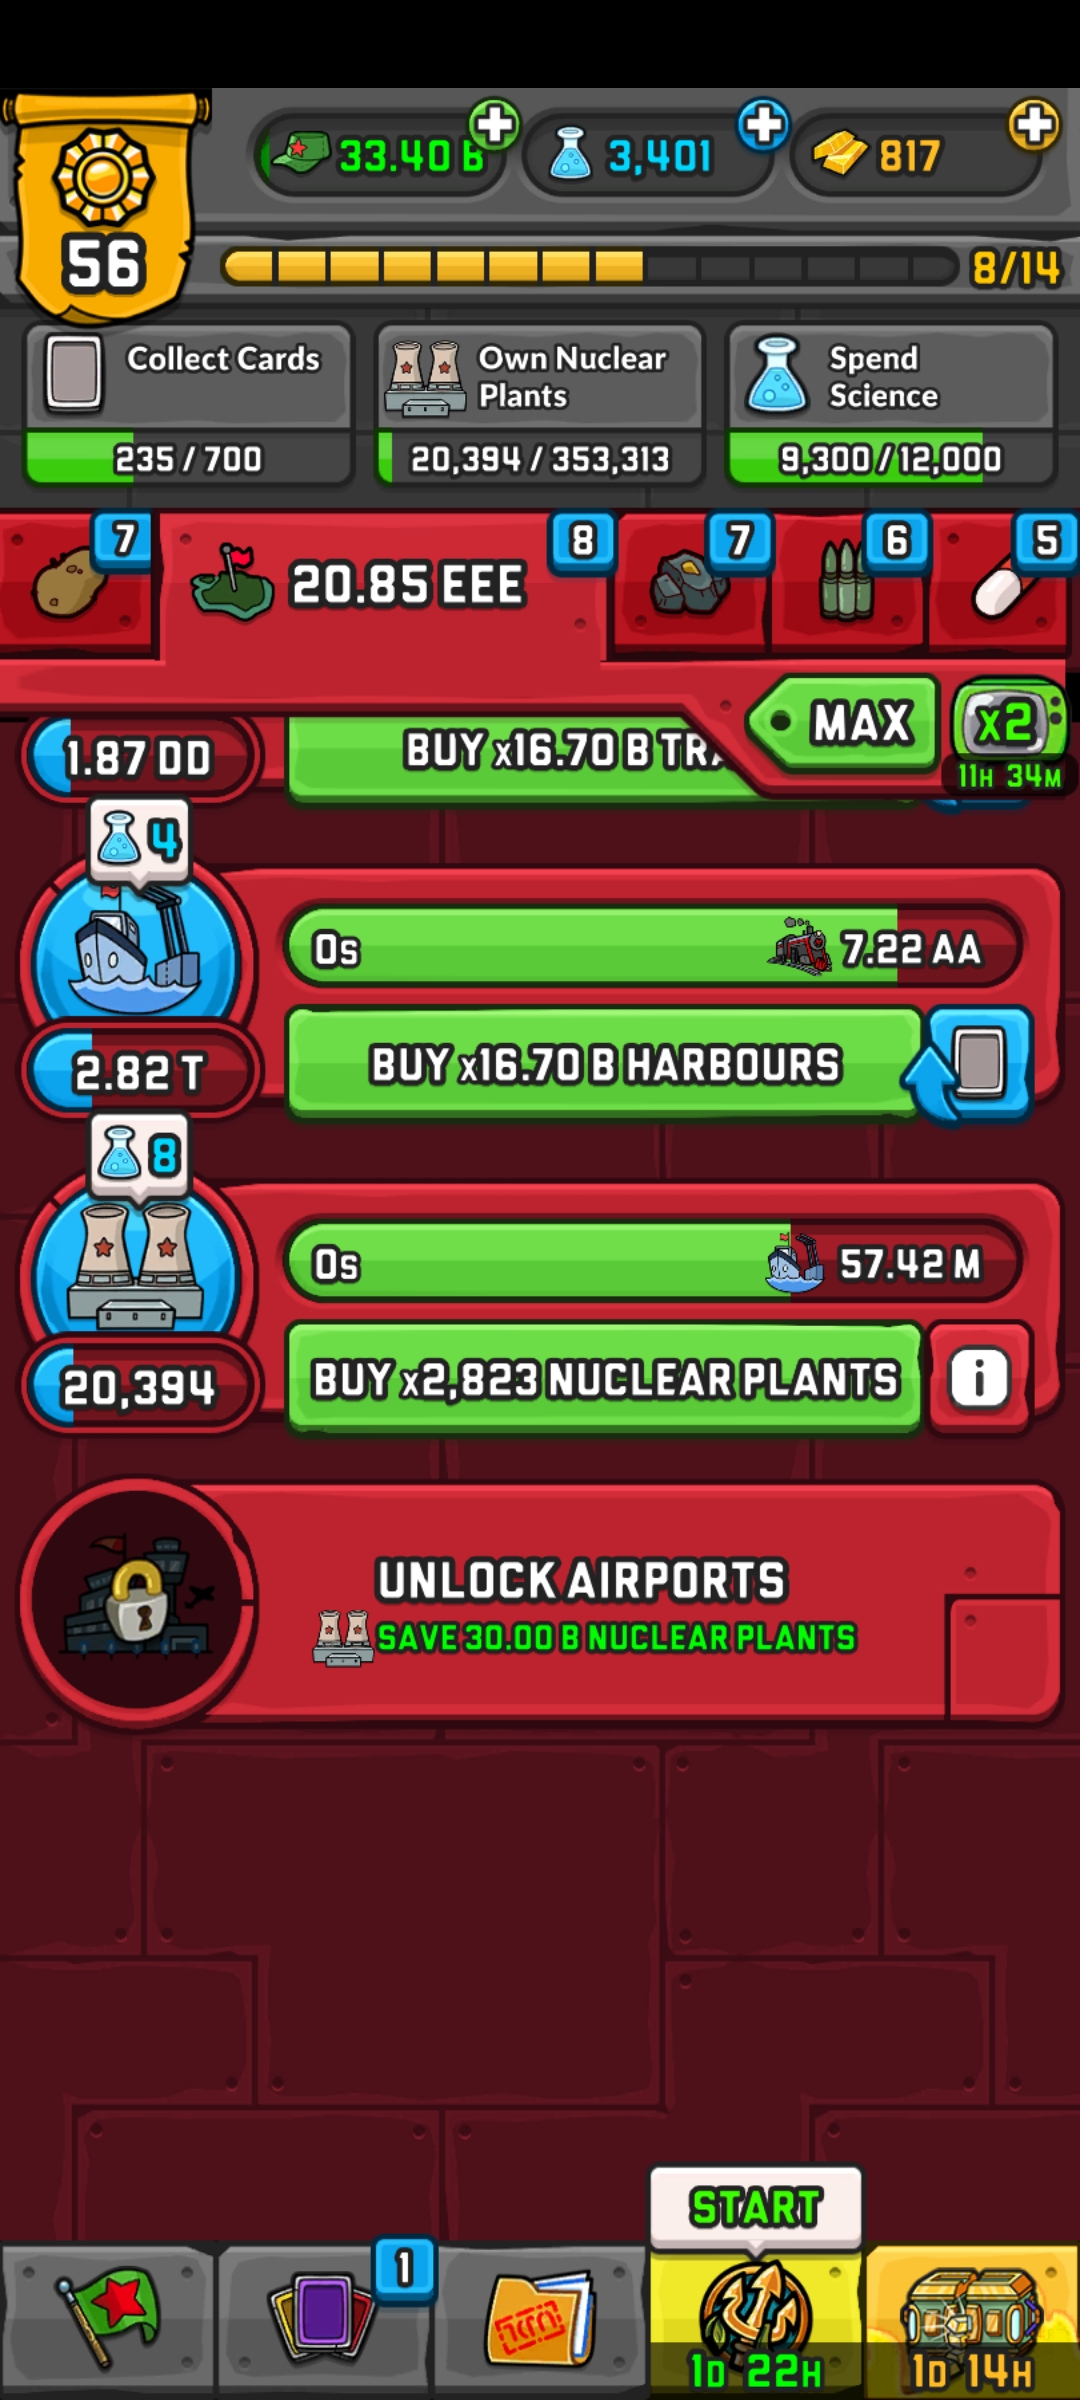 56
33.40 B
3,401
817
8/14
Collect Cards
235 / 700
Own Nuclear
Plants
20,394 / 353,313
Spend
Science
9,300 / 12,000
7
20.85 EEE
8
7
6
5
MAX
x2
11H 34M
1.87 DD
BUY x16.70 B
4
0s
7.22 AA
2.82 T
BUY x16.70 B HARBOURS
8
0s
57.42 M
20,394
BUY x2,823 NUCLEAR PLANTS
i
UNLOCK AIRPORTS
SAVE 30.00 B NUCLEAR PLANTS
START
1
1D 22H
1D 14H